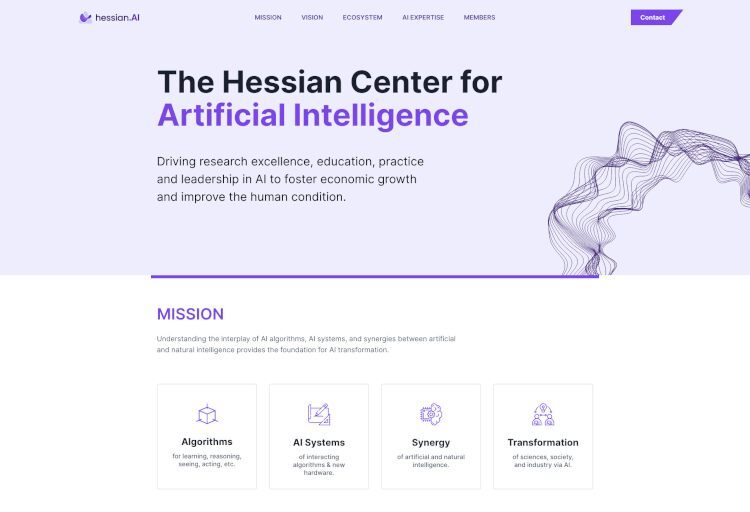 hessian.AI
MISSION
VISION
ECOSYSTEM
AI EXPERTISE
MEMBERS
Contact
The Hessian Center for
Artificial Intelligence
Driving research excellence, education, practice
and leadership in AI to foster economic growth
and improve the human condition.
MISSION
Understanding the interplay of AI algorithms, AI systems, and synergies between artificial
and natural intelligence provides the foundation for AI transformation.
Algorithms
for learning, reasoning,
seeing, acting, etc.
AI Systems
of interacting
algorithms & new
hardware.
Synergy
of artificial and natural
intelligence.
Transformation
of sciences, society,
and industry via AI.